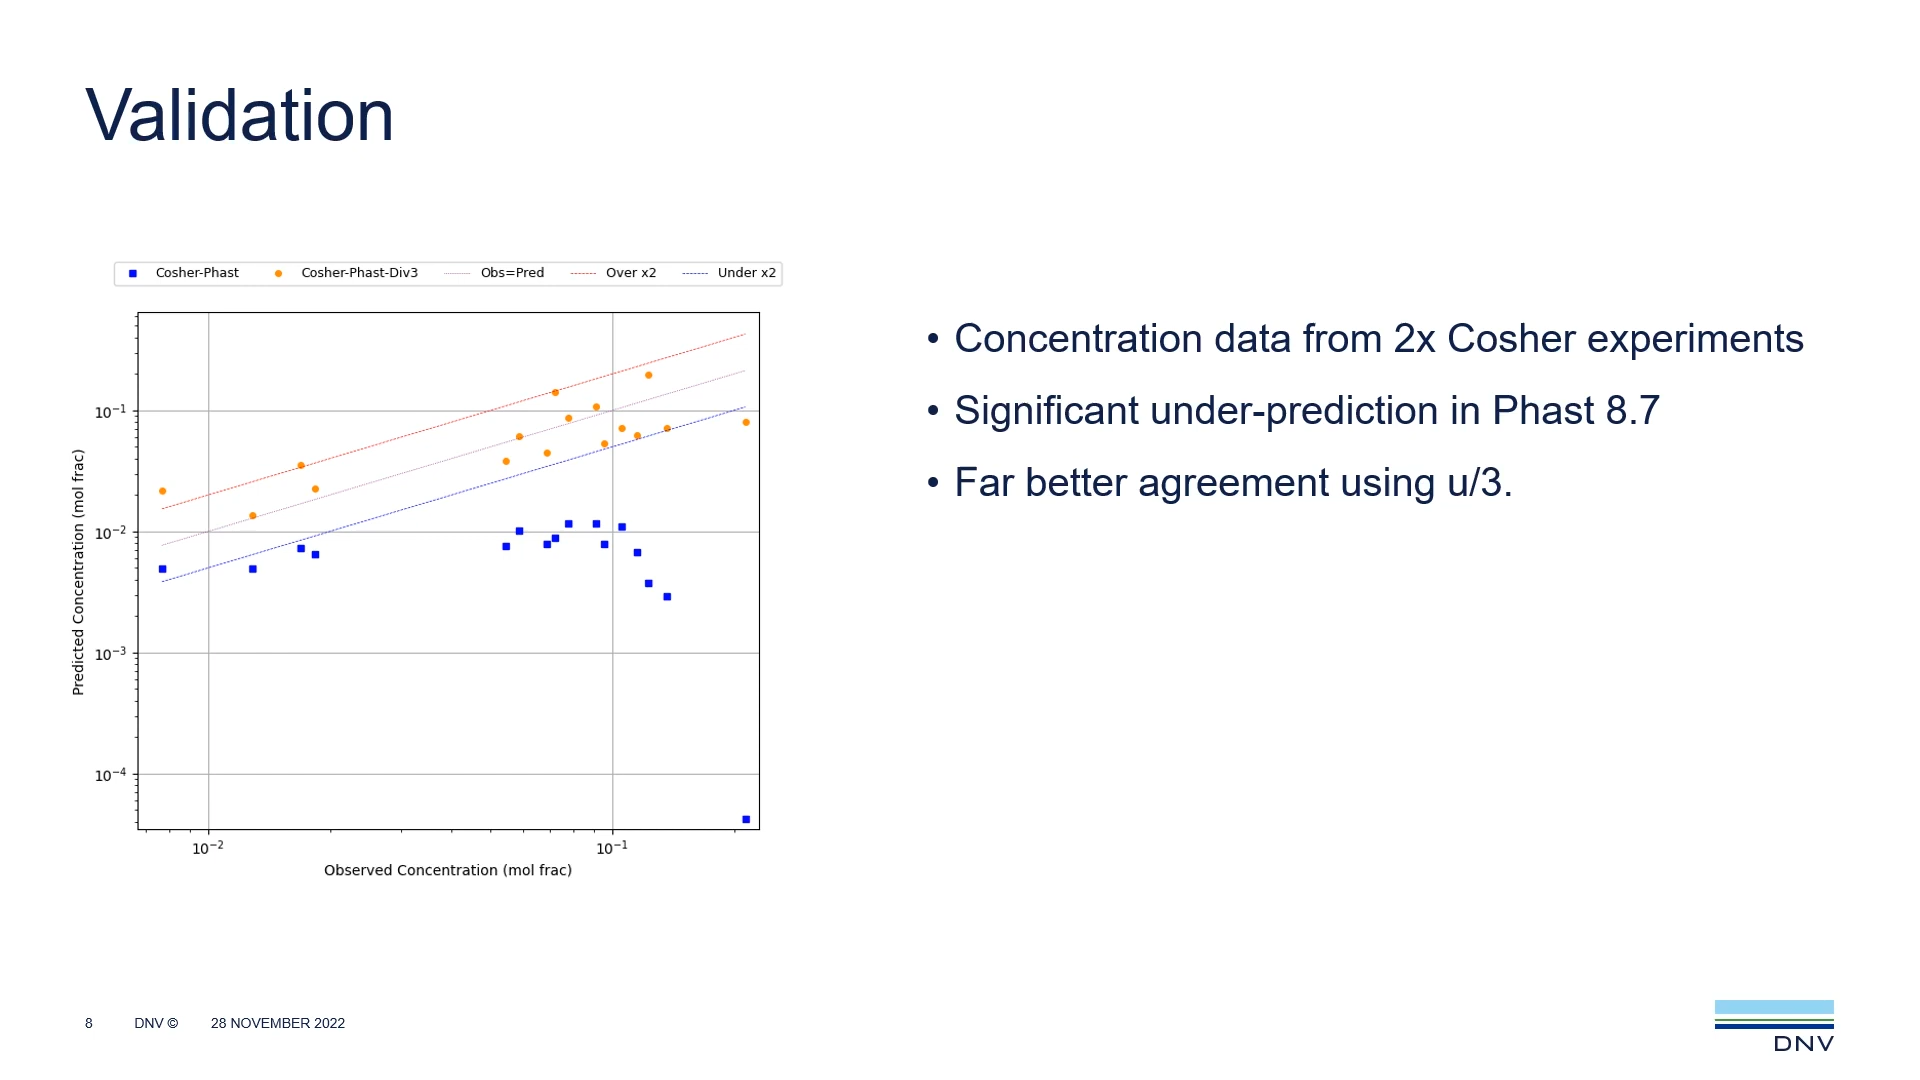 Validation
Cosher-Phast Cosher-Phast-Div3 Obs=Pred Over x2 Under x2
• Concentration data from 2x Cosher experiments
• Significant under-prediction in Phast 8.7
• Far better agreement using u/3.
Predicted Concentration (mol frac)
10⁻¹
10⁻²
10⁻³
10⁻⁴
10⁻² 10⁻¹
Observed Concentration (mol frac)
8 DNV © 28 NOVEMBER 2022
DNV